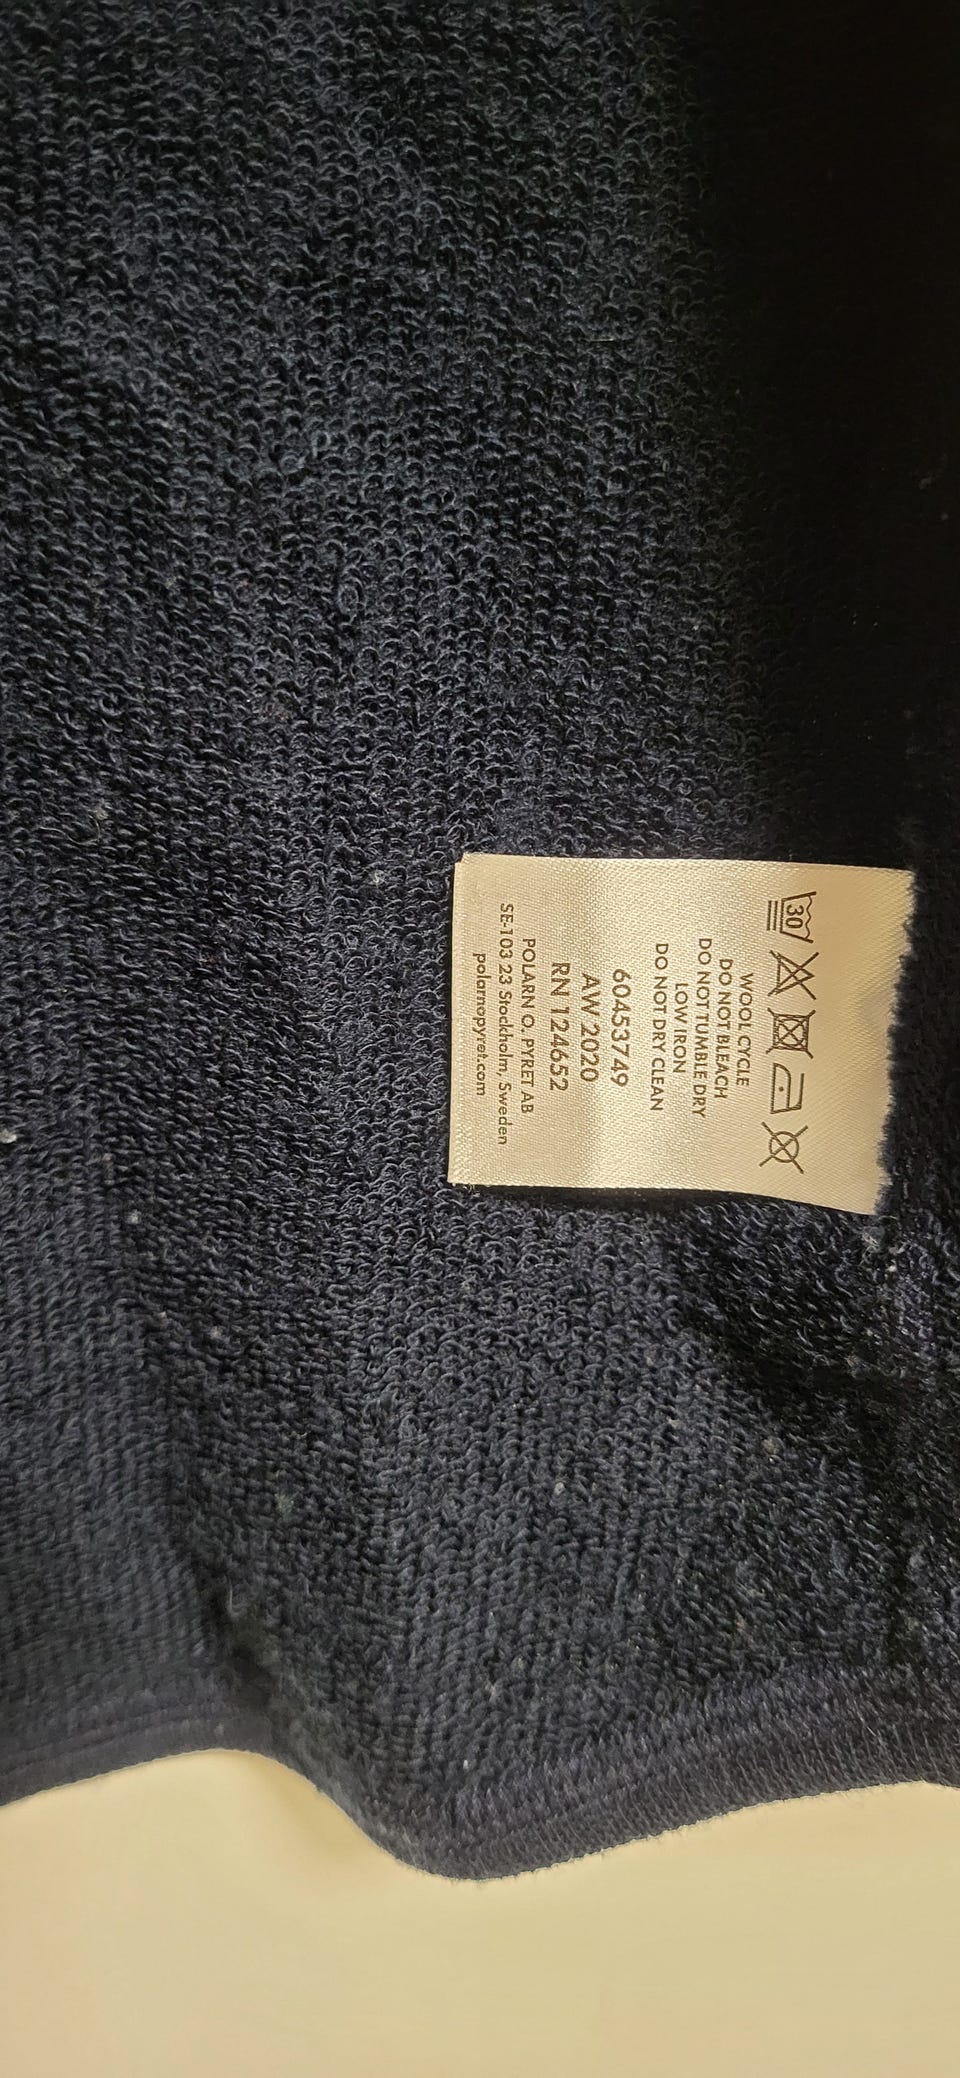 30
WOOL CYCLE
DO NOT BLEACH
DO NOT TUMBLE DRY
LOW IRON
DO NOT DRY CLEAN
60453749
AW 2020
RN 124652
POLARN O. PYRET AB
SE-103 23 Stockholm, Sweden
polarnopyret.com